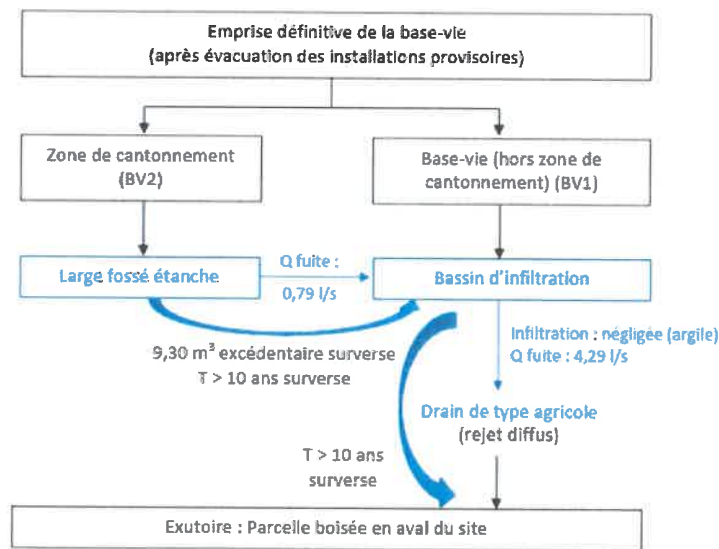 Emprise définitive de la base-vie
(après évacuation des installations provisoires)
Zone de cantonnement
(BV2)
Base-vie (hors zone de
cantonnement) (BV1)
Large fossé étanche
Q fuite :
0,79 l/s
Bassin d'infiltration
9,30 m³ excédentaire surverse
T > 10 ans surverse
Infiltration : négligée (argile)
Q fuite : 4,29 l/s
Drain de type agricole
(rejet diffus)
T > 10 ans
surverse
Exutoire : Parcelle boisée en aval du site